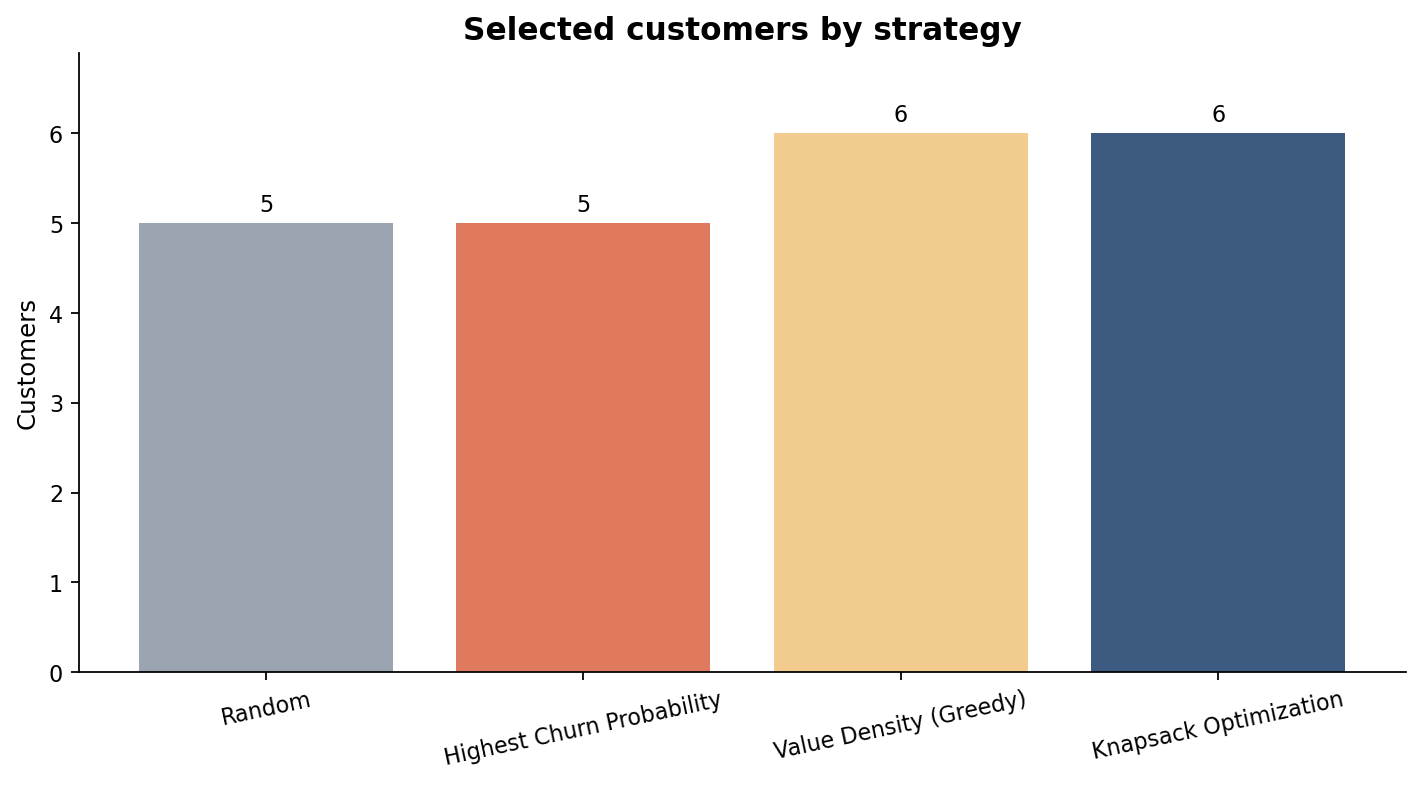 Selected customers by strategy
Customers
6
5
4
3
2
1
0
5
5
6
6
Random
Highest Churn Probability
Value Density (Greedy)
Knapsack Optimization